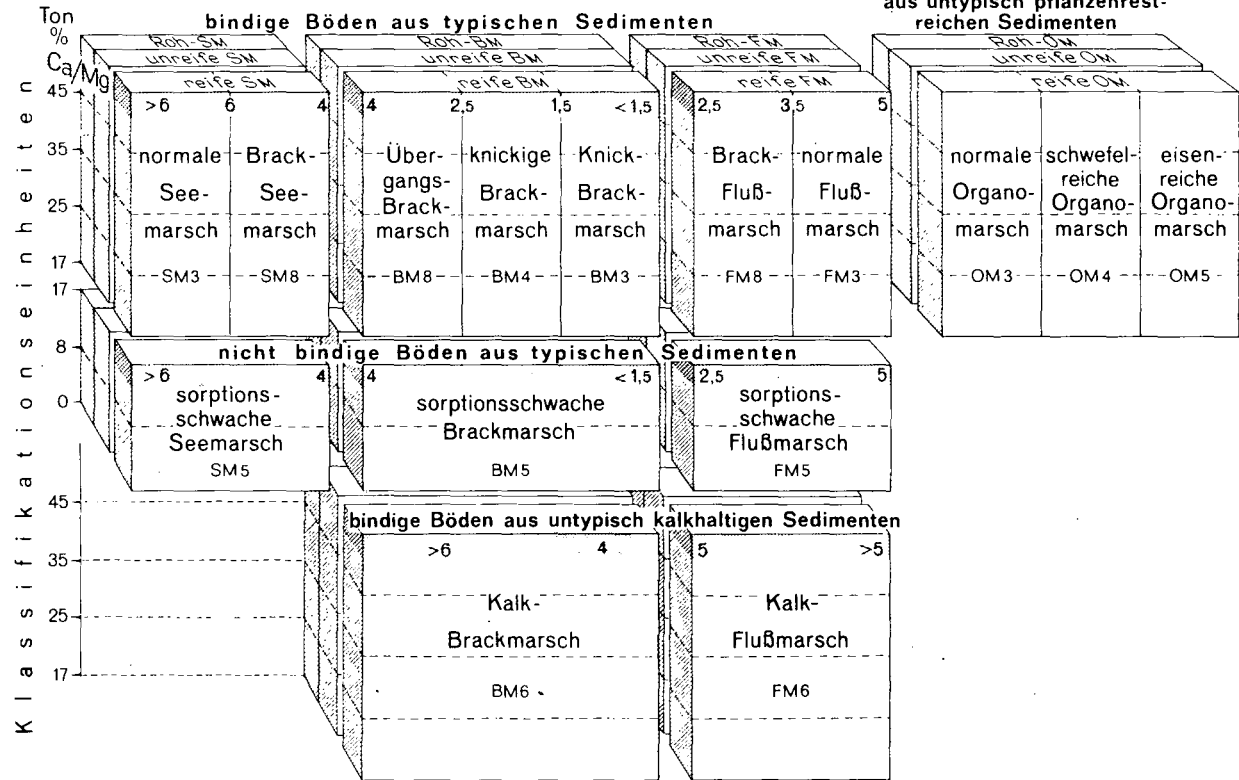 Ton
%
Ca/Mg
Klassifikationseinheiten
bindige Böden aus typischen Sedimenten
aus untypisch pflanzenrest-
reichen Sedimenten
Roh-SM
Roh-BM
Roh-FM
Roh-OM
unreife SM
unreife BM
unreife FM
unreife OM
reife SM
reife BM
reife FM
reife OM
45
35
25
17
17
8
0
45
35
25
17
>6 6 4
4 2,5 1,5 <1,5
2,5 3,5 5
normale
See-
marsch
SM3
Brack-
See-
marsch
SM8
Über-
gangs-
Brack-
marsch
BM8
knickige
Brack-
marsch
BM4
Knick-
Brack-
marsch
BM3
Brack-
Fluß-
marsch
FM8
normale
Fluß-
marsch
FM3
normale
Organo-
marsch
OM3
schwefel-
reiche
Organo-
marsch
OM4
eisen-
reiche
Organo-
marsch
OM5
nicht bindige Böden aus typischen Sedimenten
>6 4
4 <1,5
2,5 5
sorptions-
schwache
Seemarsch
SM5
sorptionsschwache
Brackmarsch
BM5
sorptions-
schwache
Flußmarsch
FM5
bindige Böden aus untypisch kalkhaltigen Sedimenten
>6 4
5 >5
Kalk-
Brackmarsch
BM6
Kalk-
Flußmarsch
FM6